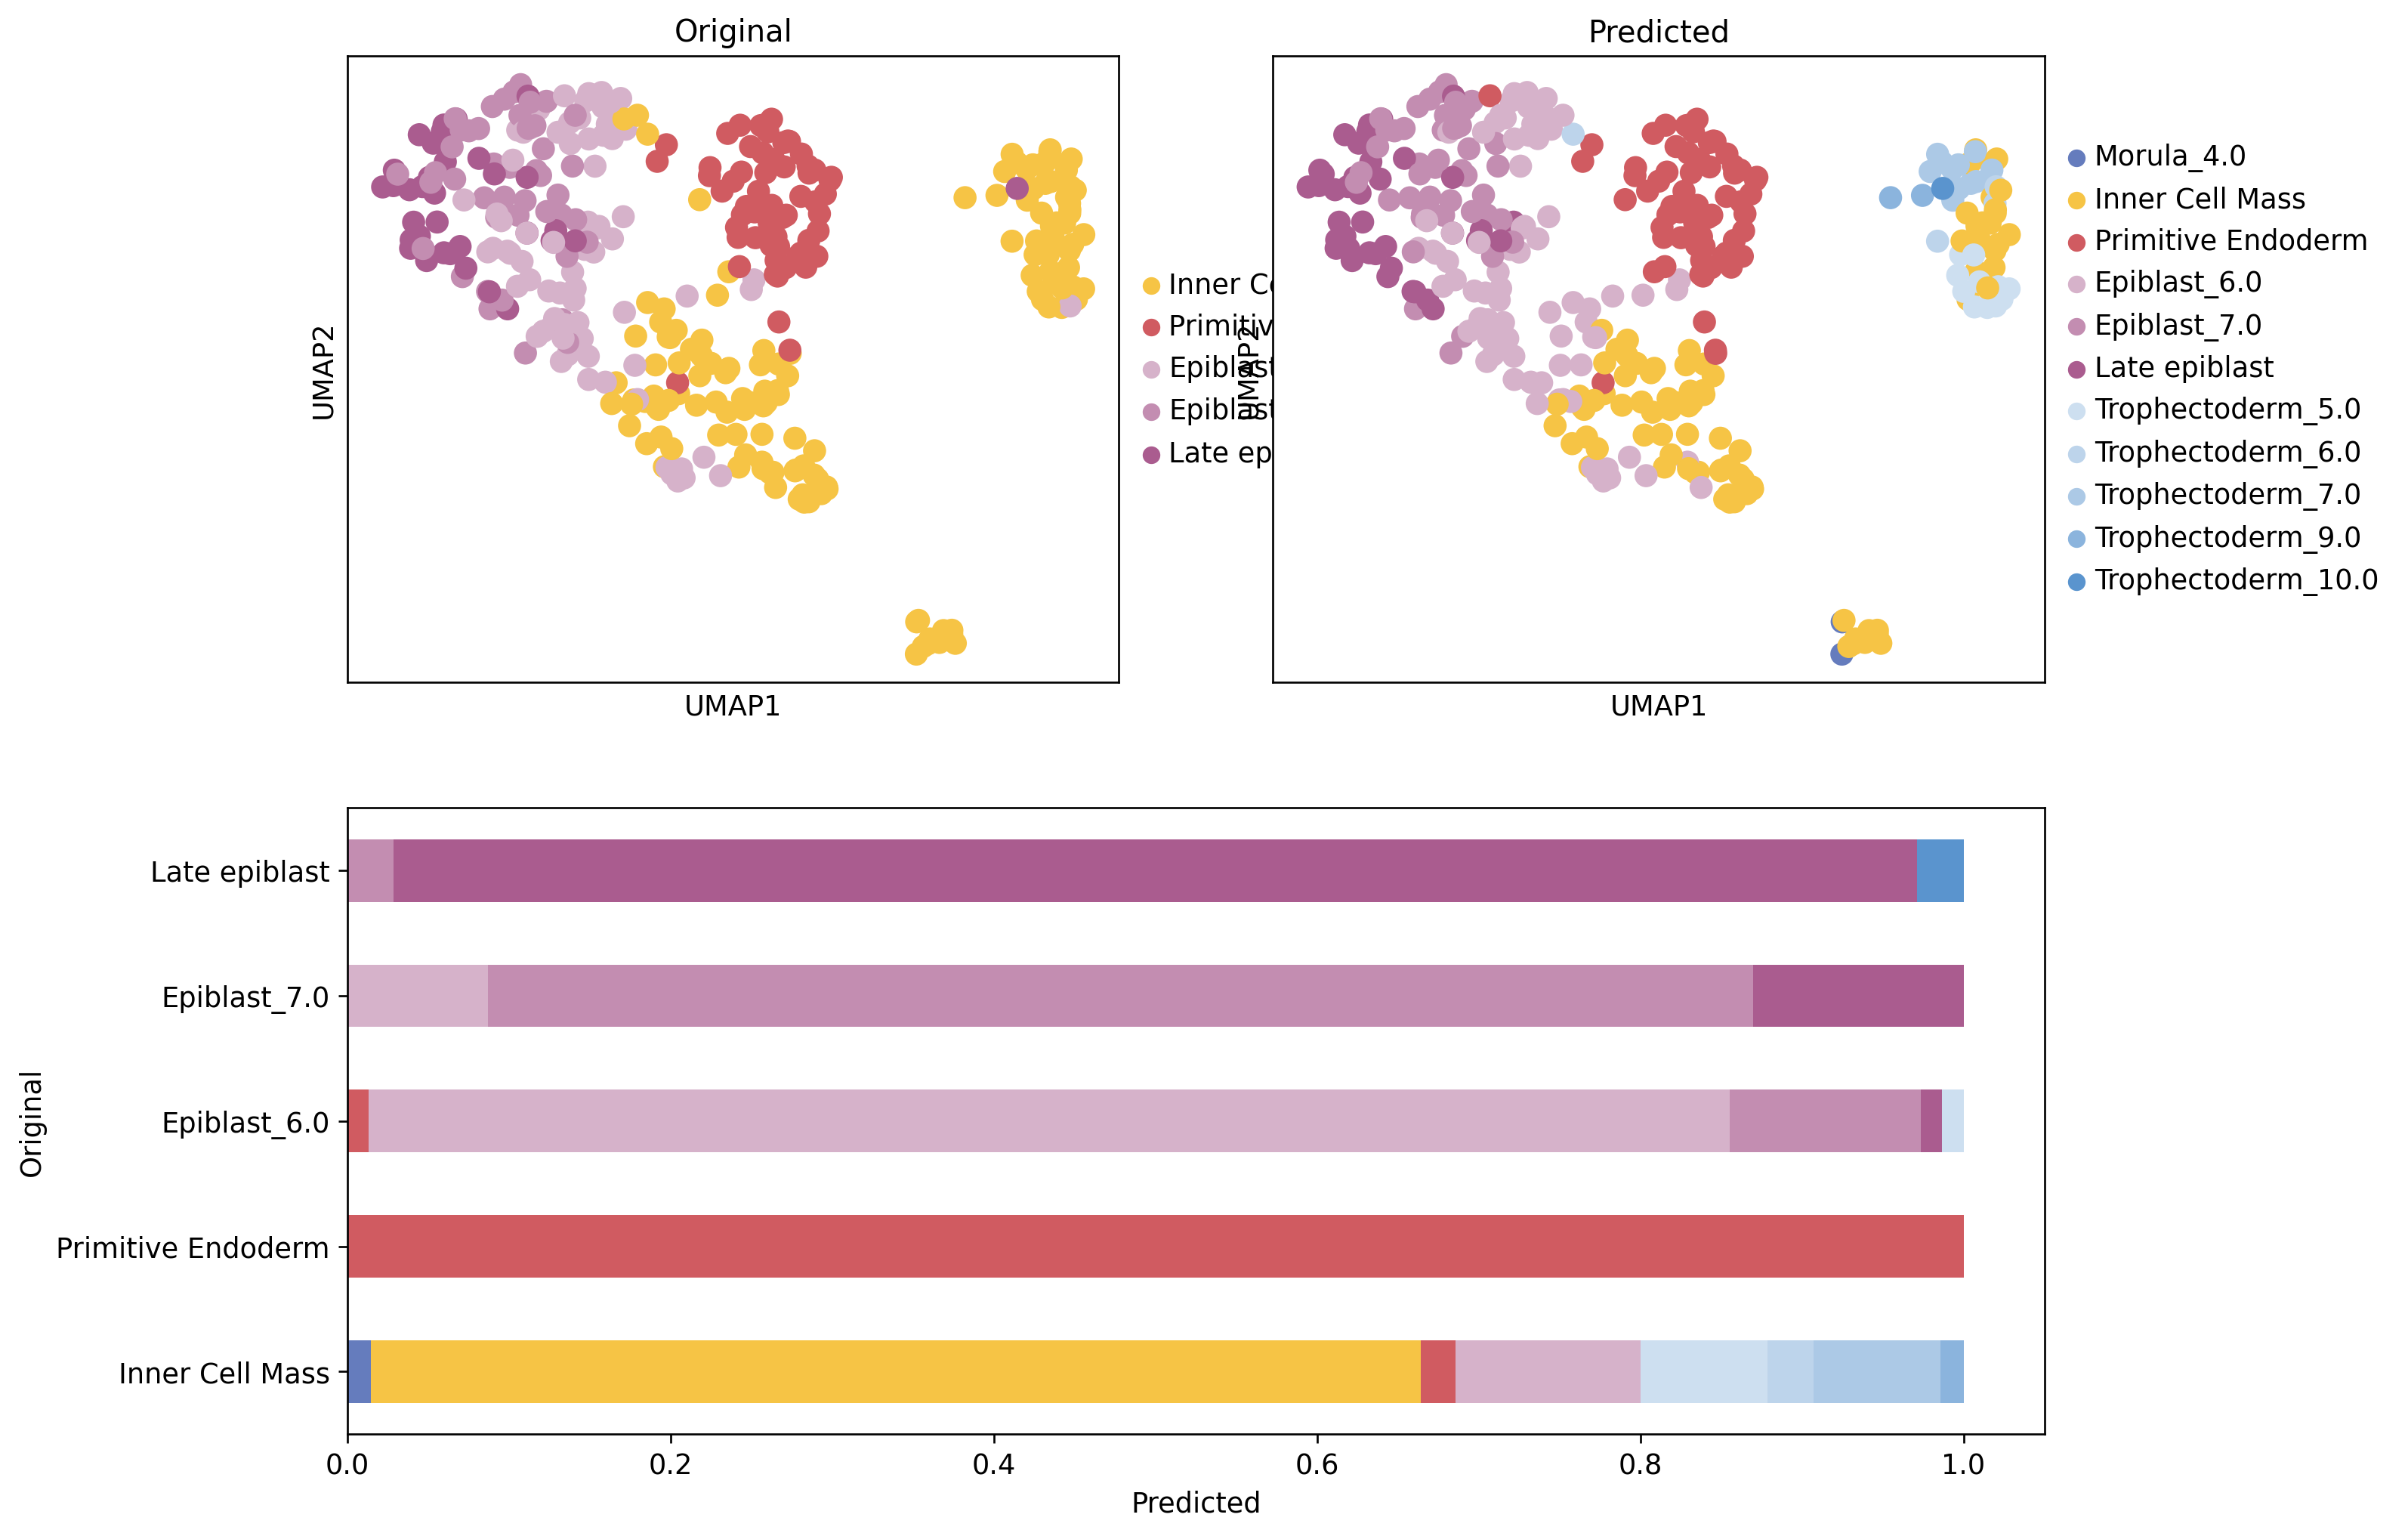 Original
Predicted
UMAP2
UMAP1
Inner
Primitiv
Epiblast
Epiblast
Late ep
UMAP2
UMAP1
Morula_4.0
Inner Cell Mass
Primitive Endoderm
Epiblast_6.0
Epiblast_7.0
Late epiblast
Trophectoderm_5.0
Trophectoderm_6.0
Trophectoderm_7.0
Trophectoderm_9.0
Trophectoderm_10.0
Original
Late epiblast
Epiblast_7.0
Epiblast_6.0
Primitive Endoderm
Inner Cell Mass
0.0 0.2 0.4 0.6 0.8 1.0
Predicted